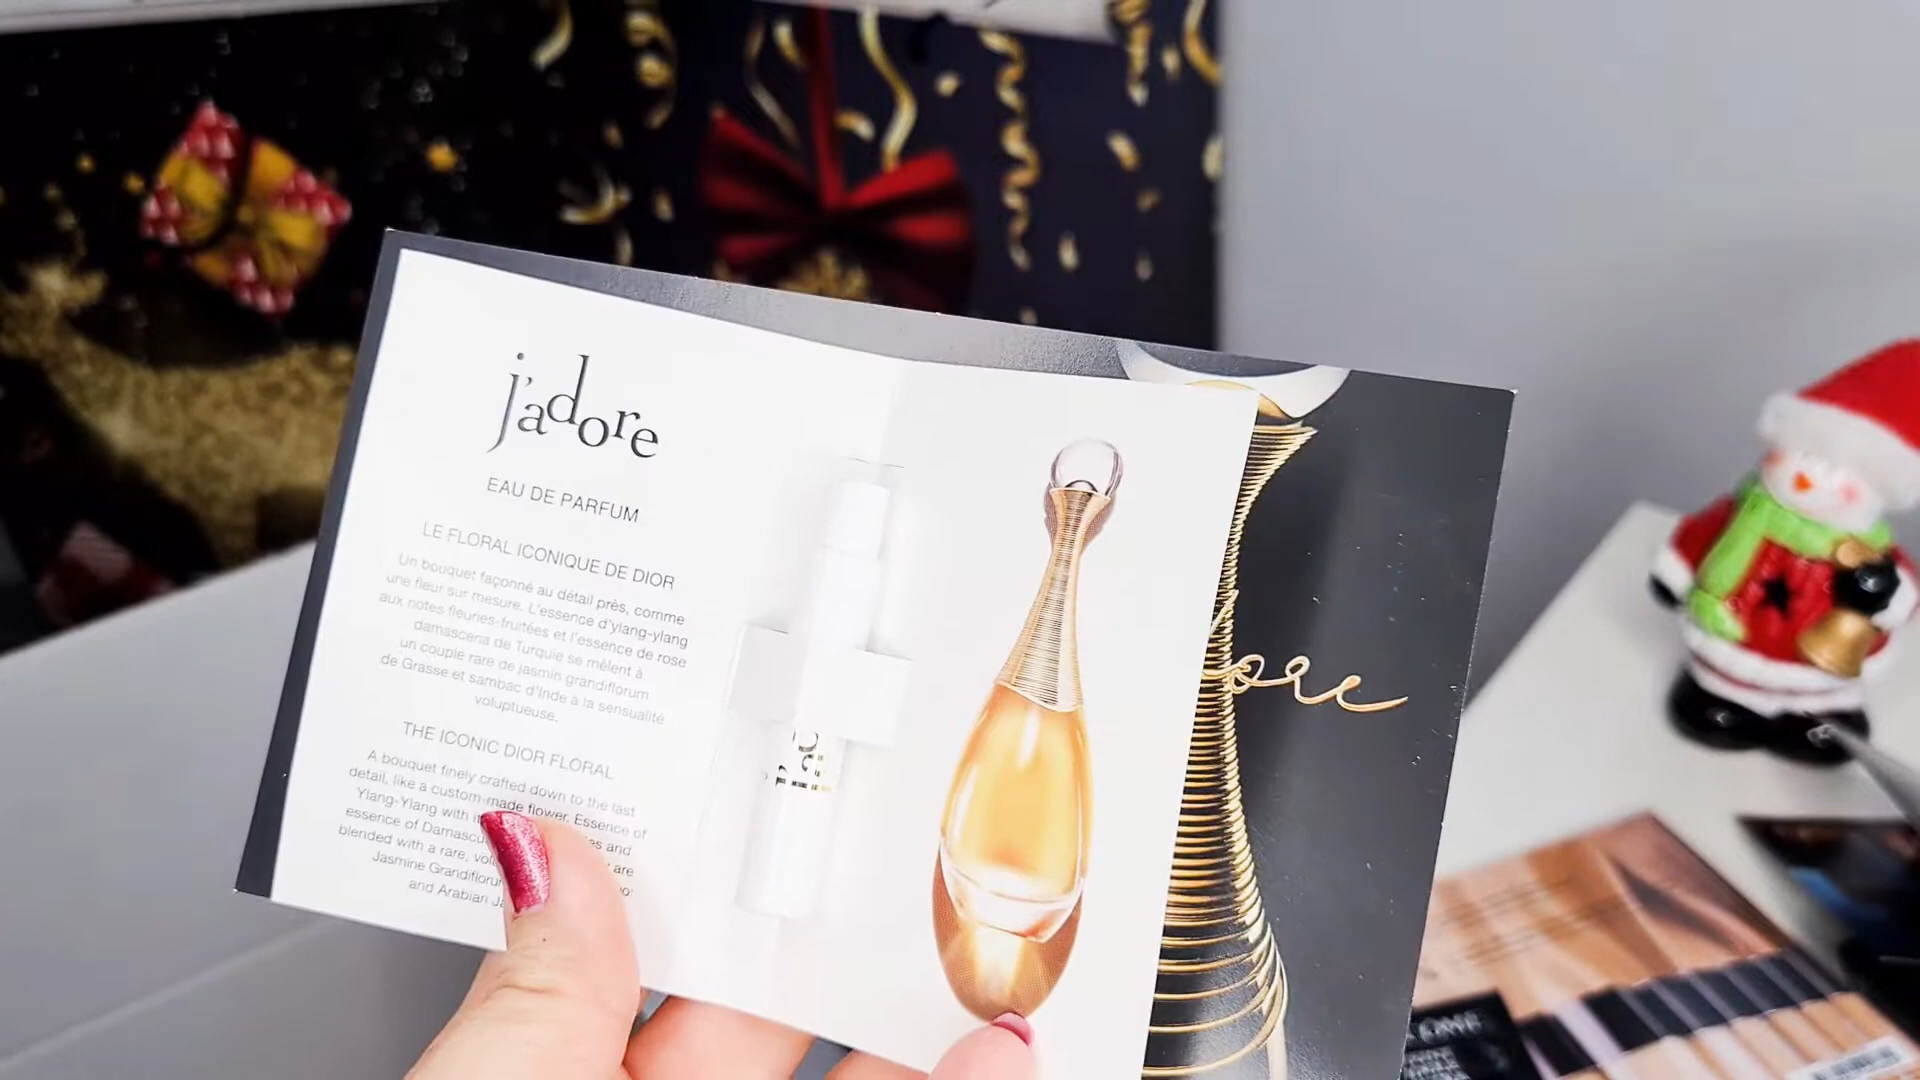 j'adore
EAU DE PARFUM
LE FLORAL ICONIQUE DE DIOR
Un bouquet façonné au détail près, comme
une fleur sur mesure. L'essence d'ylang-ylang
aux notes fleuries-fruitées et l'essence de rose
damascena de Turquie se mêlent à
un couple rare de jasmin grandiflorum
de Grasse et sambac d'Inde à la sensualité
voluptueuse.
THE ICONIC DIOR FLORAL
A bouquet finely crafted down to the last
detail, like a custom-made flower. Essence of
Ylang-Ylang with
essence of and
blended with a rare, are
Jasmine
and Arabian
ore